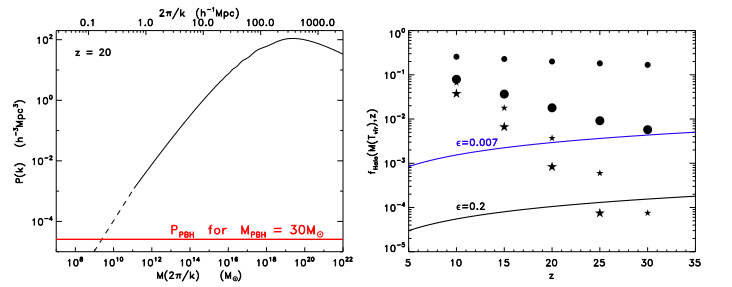 2π/k (h⁻¹Mpc)
0.1 1.0 10.0 100.0 1000.0
z = 20
10² 10⁰ 10⁻² 10⁻⁴
P(k) (h⁻³Mpc³)
P_PBH for M_PBH = 30M_⊙
10⁸ 10¹⁰ 10¹² 10¹⁴ 10¹⁶ 10¹⁸ 10²⁰ 10²²
M(2π/k) (M_⊙)
10⁰ 10⁻¹ 10⁻² 10⁻³ 10⁻⁴ 10⁻⁵
f_Halo(M(T_vir),z)
ϵ=0.007
ϵ=0.2
5 10 15 20 25 30 35
z